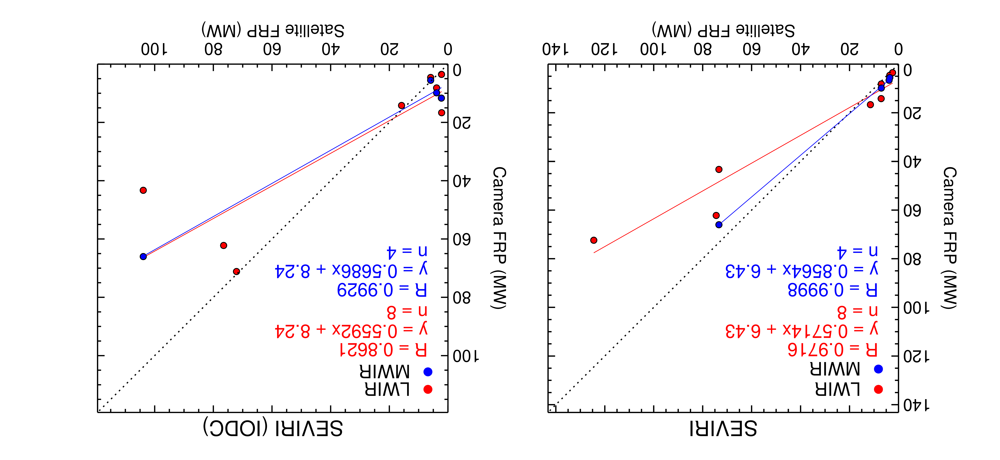 SEVIRI
140
120
100
80
60
40
20
0
Camera FRP (MW)
LWIR
MWIR
R = 0.9716
y = 0.5714x + 6.43
n = 8
R = 0.9998
y = 0.8564x + 6.43
n = 4
0 20 40 60 80 100 120 140
Satellite FRP (MW)
SEVIRI (IODC)
100
80
60
40
20
0
Camera FRP (MW)
LWIR
MWIR
R = 0.8621
y = 0.5592x + 8.24
n = 8
R = 0.9929
y = 0.5686x + 8.24
n = 4
0 20 40 60 80 100
Satellite FRP (MW)